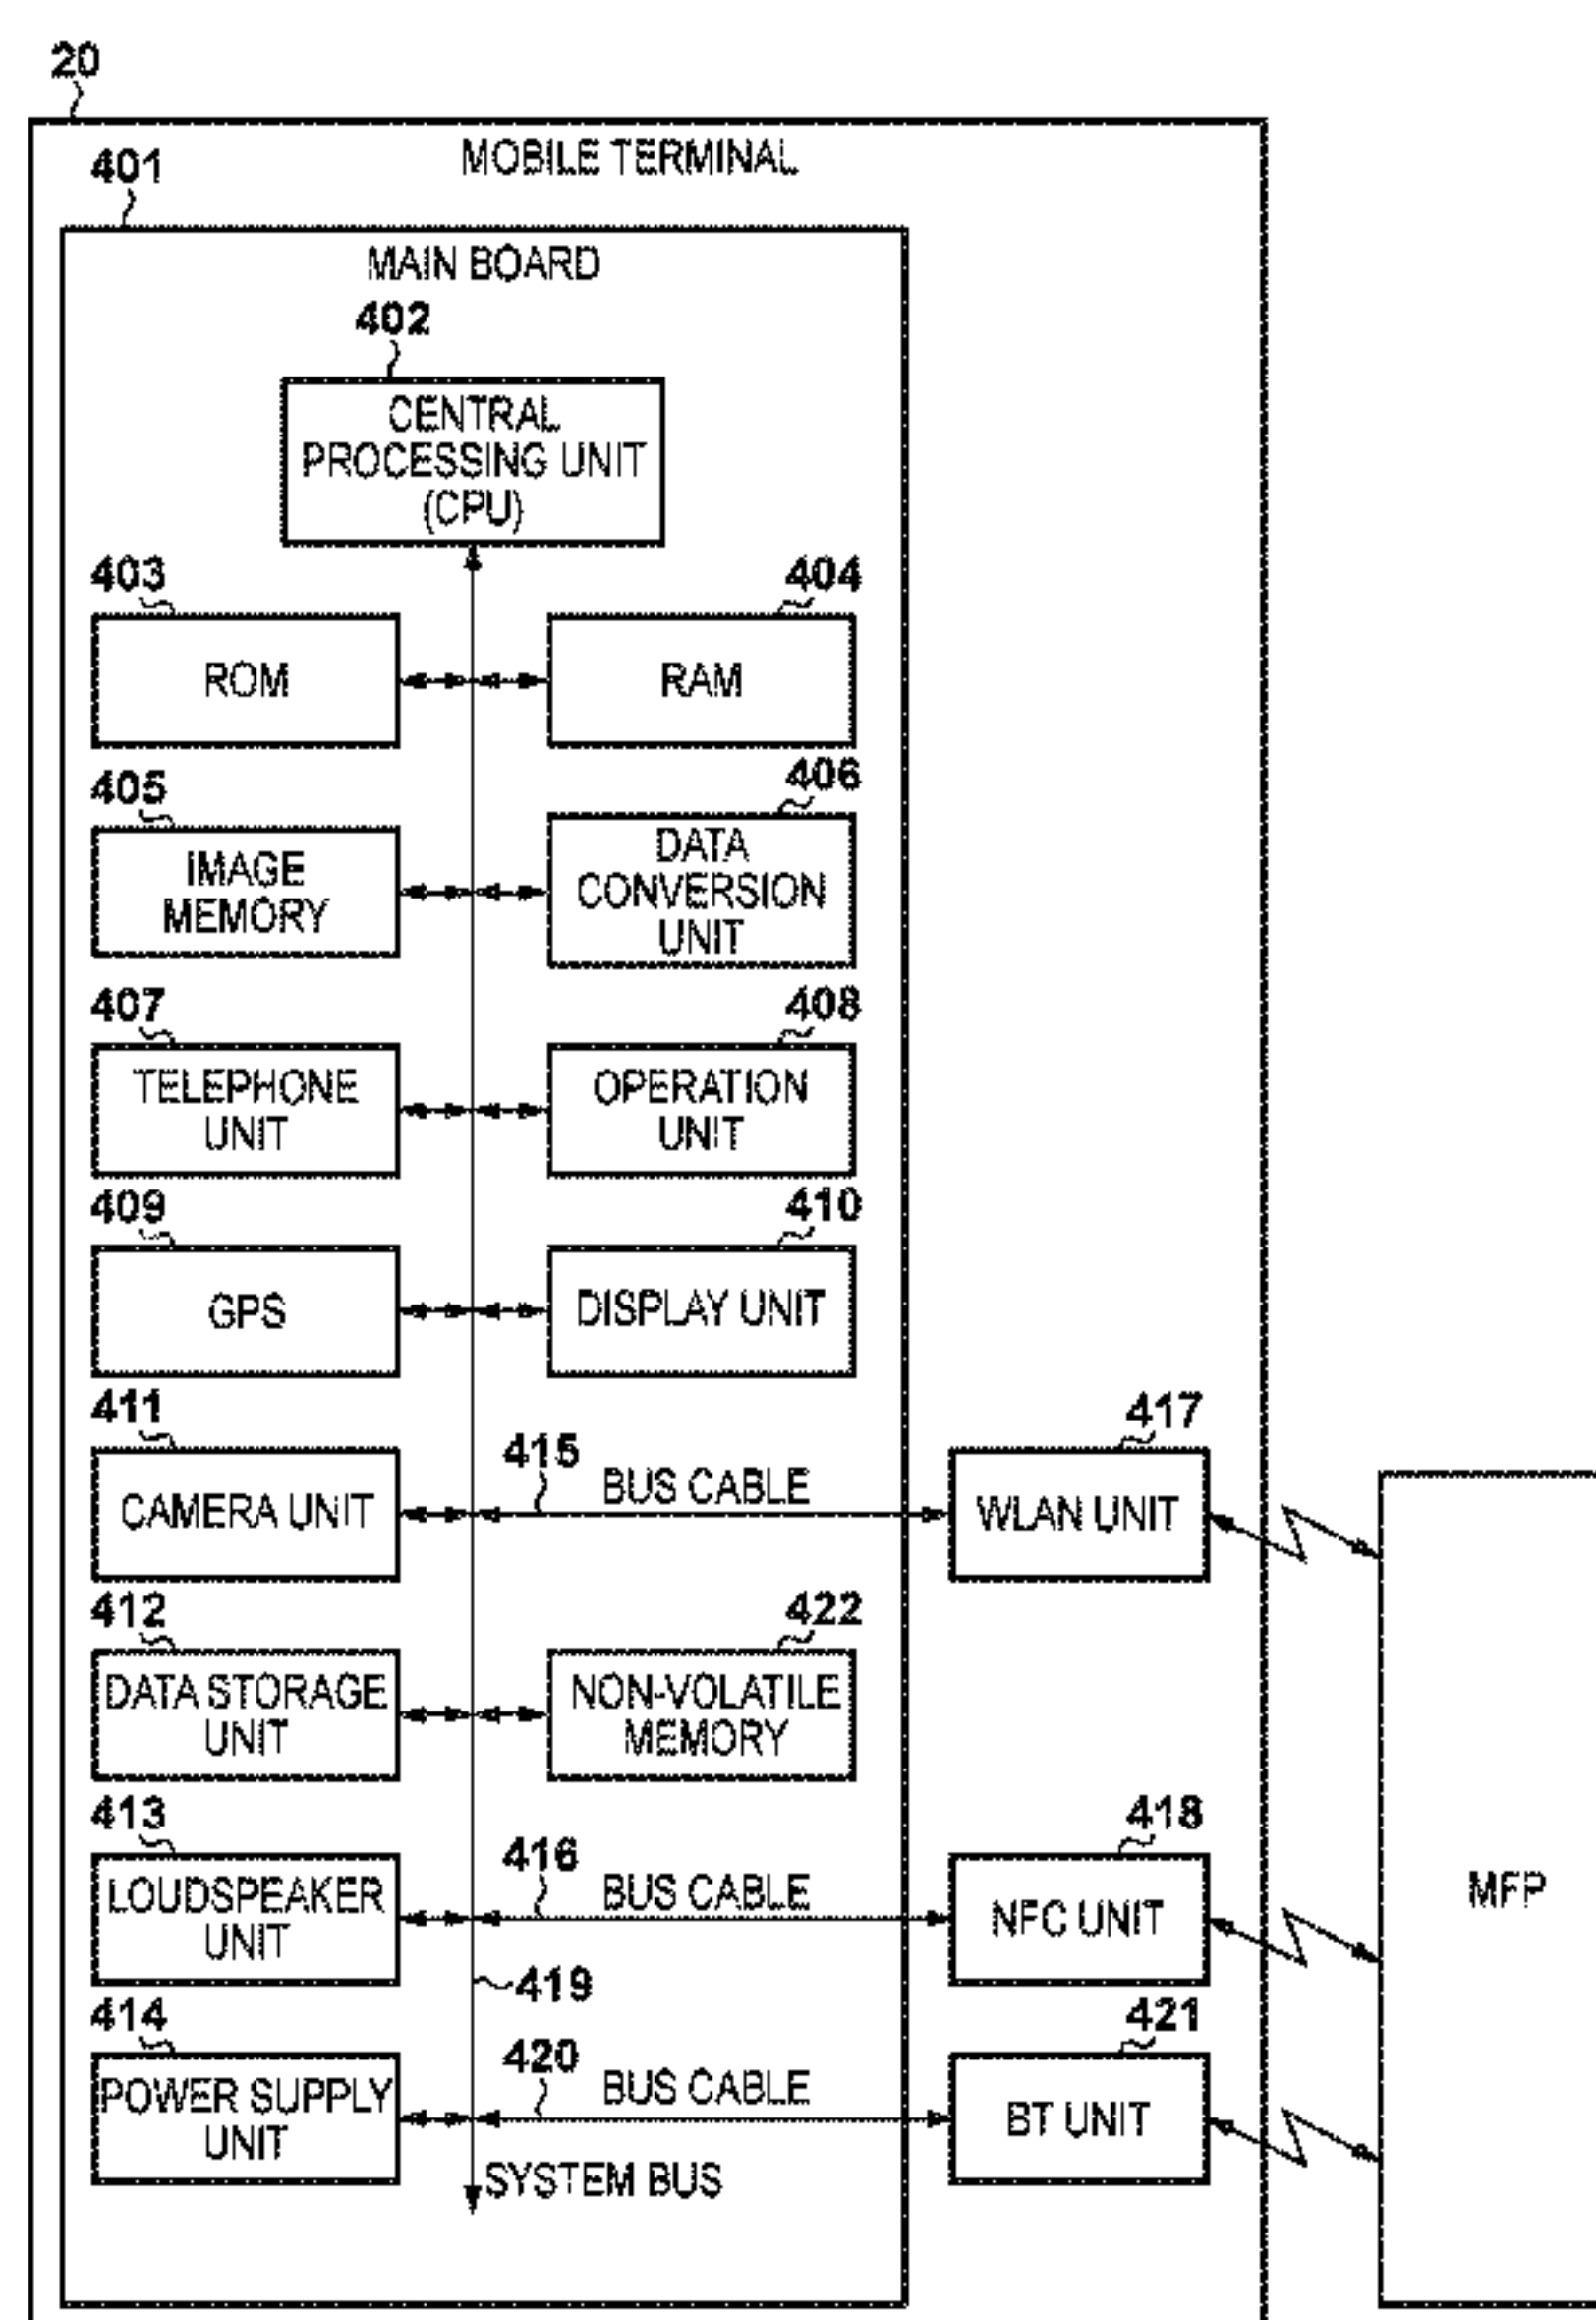 20
MOBILE TERMINAL
401
MAIN BOARD
402
CENTRAL
PROCESSING UNIT
(CPU)
403
404
ROM
RAM
405
406
IMAGE
MEMORY
DATA
CONVERSION
UNIT
407
408
TELEPHONE
UNIT
OPERATION
UNIT
409
410
GPS
DISPLAY UNIT
411
415
BUS CABLE
417
CAMERA UNIT
WLAN UNIT
412
422
DATA STORAGE
UNIT
NON-VOLATILE
MEMORY
413
416
BUS CABLE
418
LOUDSPEAKER
UNIT
NFC UNIT
MFP
419
414
420
BUS CABLE
421
POWER SUPPLY
UNIT
BT UNIT
SYSTEM BUS